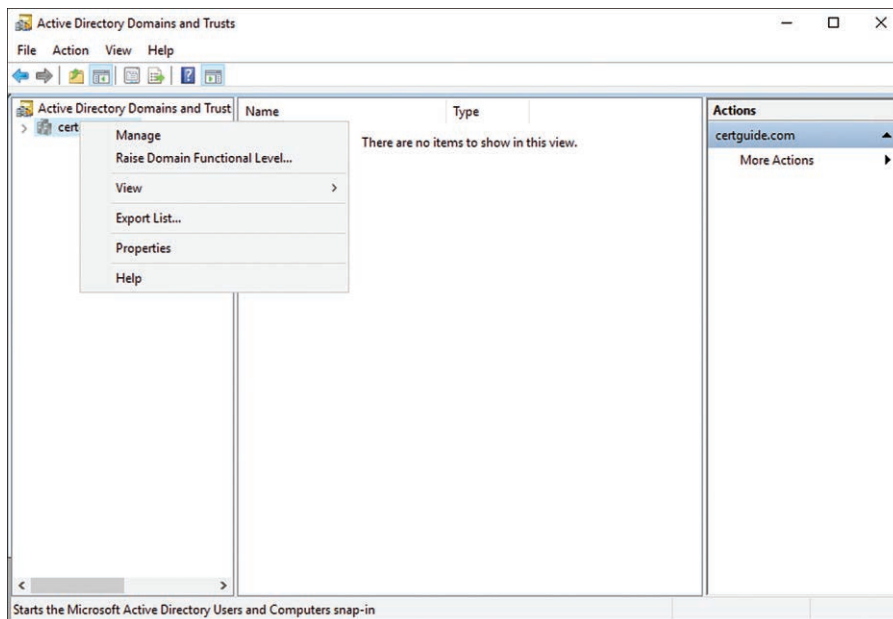 Active Directory Domains and Trusts
File Action View Help
Active Directory Domains and Trust
cert
Manage
Raise Domain Functional Level...
View
Export List...
Properties
Help
Name Type
There are no items to show in this view.
Actions
certguide.com
More Actions
Starts the Microsoft Active Directory Users and Computers snap-in